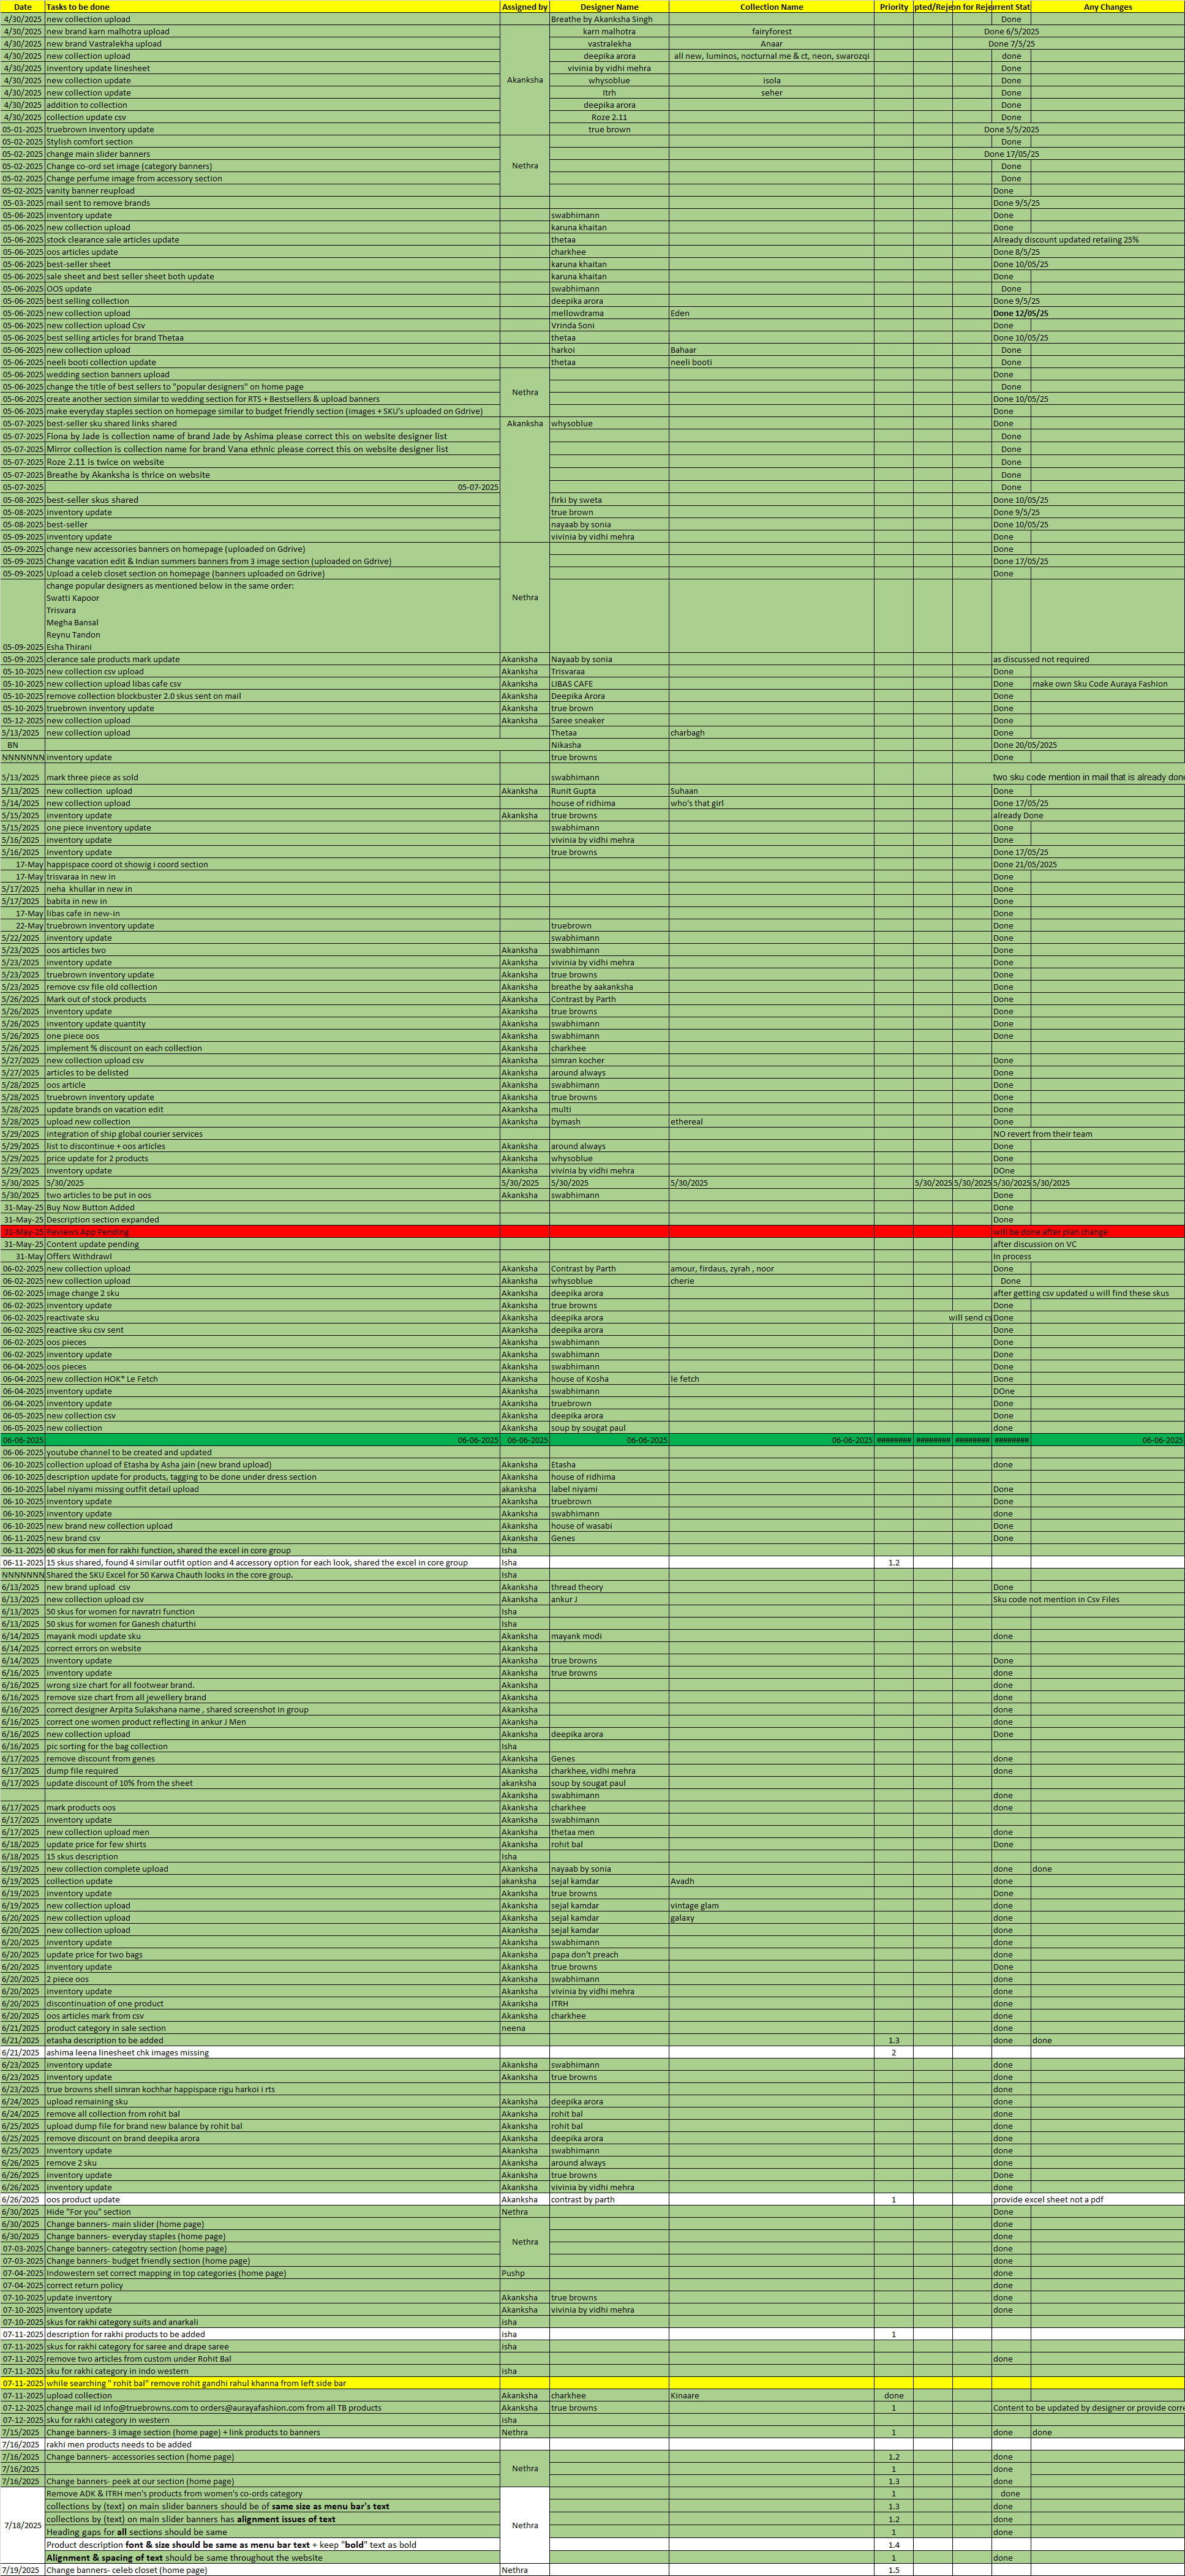 Date Tasks to be done Assigned by Designer Name Collection Name Priority pted/Reje on for Reje rrent Stat Any Changes
4/30/2025 new collection upload Akanksha Breathe by Akanksha Singh Done
4/30/2025 new brand karn malhotra upload karn malhotra fairyforest Done 6/5/2025
4/30/2025 new brand Vastralekha upload vastralekha Anaar Done 7/5/25
4/30/2025 new collection upload deepika arora all new, luminos, nocturnal me & ct, neon, swarozqi done
4/30/2025 inventory update linesheet vivinia by vidhi mehra Done
4/30/2025 new collection update whysoblue isola Done
4/30/2025 new collection update Itrh seher Done
4/30/2025 addition to collection deepika arora Done
4/30/2025 collection update csv Roze 2.11 Done
05-01-2025 truebrown inventory update true brown Done 5/5/2025
05-02-2025 Stylish comfort section Nethra Done
05-02-2025 change main slider banners Done 17/05/25
05-02-2025 Change co-ord set image (category banners) Done
05-02-2025 Change perfume image from accessory section Done
05-02-2025 vanity banner reupload Done
05-03-2025 mail sent to remove brands Done 9/5/25
05-06-2025 inventory update swabhimann Done
05-06-2025 new collection upload karuna khaitan Done
05-06-2025 stock clearance sale articles update thetaa Already discount updated retaiing 25%
05-06-2025 oos articles update charkhee Done 8/5/25
05-06-2025 best-seller sheet karuna khaitan Done 10/05/25
05-06-2025 sale sheet and best seller sheet both update karuna khaitan Done
05-06-2025 OOS update swabhimann Done
05-06-2025 best selling collection deepika arora Done 9/5/25
05-06-2025 new collection upload mellowdrama Eden Done 12/05/25
05-06-2025 new collection upload Csv Vrinda Soni Done
05-06-2025 best selling articles for brand Thetaa thetaa Done 10/05/25
05-06-2025 new collection upload harkoi Bahaar Done
05-06-2025 neeli booti collection update thetaa neeli booti Done
05-06-2025 wedding section banners upload Nethra Done
05-06-2025 change the title of best sellers to "popular designers" on home page Done
05-06-2025 create another section similar to wedding section for RTS + Bestsellers & upload banners Done 10/05/25
05-06-2025 make everyday staples section on homepage similar to budget friendly section (images + SKU's uploaded on Gdrive) Done
05-07-2025 best-seller sku shared links shared Akanksha whysoblue Done
05-07-2025 Fiona by Jade is collection name of brand Jade by Ashima please correct this on website designer list Done
05-07-2025 Mirror collection is collection name for brand Vana ethnic please correct this on website designer list Done
05-07-2025 Roze 2.11 is twice on website Done
05-07-2025 Breathe by Akanksha is thrice on website Done
05-07-2025 05-07-2025 Done
05-08-2025 best-seller skus shared firki by sweta Done 10/05/25
05-08-2025 inventory update true brown Done 9/5/25
05-08-2025 best-seller nayaab by sonia Done 10/05/25
05-09-2025 inventory update vivinia by vidhi mehra Done
05-09-2025 change new accessories banners on homepage (uploaded on Gdrive) Nethra Done
05-09-2025 Change vacation edit & Indian summers banners from 3 image section (uploaded on Gdrive) Done 17/05/25
05-09-2025 Upload a celeb closet section on homepage (banners uploaded on Gdrive) Done
change popular designers as mentioned below in the same order:
Swatti Kapoor
Trisvara
Megha Bansal
Reynu Tandon
05-09-2025 Esha Thirani
05-09-2025 clerance sale products mark update Akanksha Nayaab by sonia as discussed not required
05-10-2025 new collection csv upload Akanksha Trisvaraa Done
05-10-2025 new collection upload libas cafe csv Akanksha LIBAS CAFE Done make own Sku Code Auraya Fashion
05-10-2025 remove collection blockbuster 2.0 skus sent on mail Akanksha Deepika Arora Done
05-10-2025 truebrown inventory update Akanksha true brown Done
05-12-2025 new collection upload Akanksha Saree sneaker Done
5/13/2025 new collection upload Thetaa charbagh Done
BN Nikasha Done 20/05/2025
NNNNNNN inventory update true browns Done
5/13/2025 mark three piece as sold swabhimann two sku code mention in mail that is already done
5/13/2025 new collection upload Akanksha Runit Gupta Suhaan Done
5/14/2025 new collection upload house of ridhima who's that girl Done 17/05/25
5/15/2025 inventory update Akanksha true browns already Done
5/15/2025 one piece inventory update swabhimann Done
5/16/2025 inventory update vivinia by vidhi mehra Done
5/16/2025 inventory update true browns Done 17/05/25
17-May happispace coord ot showig i coord section Done 21/05/2025
17-May trisvaraa in new in Done
5/17/2025 neha khullar in new in Done
5/17/2025 babita in new in Done
17-May libas cafe in new-in Done
22-May truebrown inventory update truebrown Done
5/22/2025 inventory update swabhimann Done
5/23/2025 oos articles two Akanksha swabhimann Done
5/23/2025 inventory update Akanksha vivinia by vidhi mehra Done
5/23/2025 truebrown inventory update Akanksha true browns Done
5/23/2025 remove csv file old collection Akanksha breathe by aakanksha Done
5/26/2025 Mark out of stock products Akanksha Contrast by Parth Done
5/26/2025 inventory update Akanksha true browns Done
5/26/2025 inventory update quantity Akanksha swabhimann Done
5/26/2025 one piece oos Akanksha swabhimann Done
5/26/2025 implement % discount on each collection Akanksha charkhee
5/27/2025 new collection upload csv Akanksha simran kocher Done
5/27/2025 articles to be delisted Akanksha around always Done
5/28/2025 oos article Akanksha swabhimann Done
5/28/2025 truebrown inventory update Akanksha true browns Done
5/28/2025 update brands on vacation edit Akanksha multi Done
5/28/2025 upload new collection Akanksha bymash ethereal Done
5/29/2025 integration of ship global courier services NO revert from their team
5/29/2025 list to discontinue + oos articles Akanksha around always Done
5/29/2025 price update for 2 products Akanksha whysoblue Done
5/29/2025 inventory update Akanksha vivinia by vidhi mehra DOne
5/30/2025 5/30/2025 5/30/2025 5/30/2025 5/30/2025 5/30/2025 5/30/2025 5/30/2025 5/30/2025
5/30/2025 two articles to be put in oos Akanksha swabhimann Done
31-May-25 Buy Now Button Added Done
31-May-25 Description section expanded Done
31-May-25 Reviews App Pending will be done after plan change
31-May-25 Content update pending after discussion on VC
31-May Offers Withdrawl In process
06-02-2025 new collection upload Akanksha Contrast by Parth amour, firdaus, zyrah , noor Done
06-02-2025 new collection upload Akanksha whysoblue cherie Done
06-02-2025 image change 2 sku Akanksha deepika arora after getting csv updated u will find these skus
06-02-2025 inventory update Akanksha true browns Done
06-02-2025 reactivate sku Akanksha deepika arora will send cs Done
06-02-2025 reactive sku csv sent Akanksha deepika arora Done
06-02-2025 oos pieces Akanksha swabhimann Done
06-02-2025 inventory update Akanksha swabhimann Done
06-04-2025 oos pieces Akanksha swabhimann Done
06-04-2025 new collection HOK* Le Fetch Akanksha house of Kosha le fetch Done
06-04-2025 inventory update Akanksha swabhimann DOne
06-04-2025 inventory update Akanksha truebrown Done
06-05-2025 new collection csv Akanksha deepika arora Done
06-05-2025 new collection Akanksha soup by sougat paul done
06-06-2025 06-06-2025 06-06-2025 06-06-2025 06-06-2025 ######## ######## ######## ######## 06-06-2025
06-06-2025 youtube channel to be created and updated
06-10-2025 collection upload of Etasha by Asha jain (new brand upload) Akanksha Etasha done
06-10-2025 description update for products, tagging to be done under dress section Akanksha house of ridhima
06-10-2025 label niyami missing outfit detail upload akanksha label niyami Done
06-10-2025 inventory update Akanksha truebrown Done
06-10-2025 inventory update Akanksha swabhimann done
06-10-2025 new brand new collection upload Akanksha house of wasabi Done
06-11-2025 new brand csv Akanksha Genes Done
06-11-2025 60 skus for men for rakhi function, shared the excel in core group Isha
06-11-2025 15 skus shared, found 4 similar outfit option and 4 accessory option for each look, shared the excel in core group Isha 1.2
NNNNNNN Shared the SKU Excel for 50 Karwa Chauth looks in the core group. Isha
6/13/2025 new brand upload csv Akanksha thread theory Done
6/13/2025 new collection upload csv Akanksha ankur J Sku code not mention in Csv Files
6/13/2025 50 skus for women for navratri function Isha
6/13/2025 50 skus for women for Ganesh chaturthi Isha
6/14/2025 mayank modi update sku Akanksha mayank modi done
6/14/2025 correct errors on website Akanksha
6/14/2025 inventory update Akanksha true browns Done
6/16/2025 inventory update Akanksha true browns done
6/16/2025 wrong size chart for all footwear brand. Akanksha done
6/16/2025 remove size chart from all jewellery brand Akanksha done
6/16/2025 correct designer Arpita Sulakshana name , shared screenshot in group Akanksha done
6/16/2025 correct one women product reflecting in ankur J Men Akanksha done
6/16/2025 new collection upload Akanksha deepika arora Done
6/16/2025 pic sorting for the bag collection Isha
6/17/2025 remove discount from genes Akanksha Genes done
6/17/2025 dump file required Akanksha charkhee, vidhi mehra done
6/17/2025 update discount of 10% from the sheet akanksha soup by sougat paul
Akanksha swabhimann done
6/17/2025 mark products oos Akanksha charkhee done
6/17/2025 inventory update Akanksha swabhimann
6/17/2025 new collection upload men Akanksha thetaa men done
6/18/2025 update price for few shirts Akanksha rohit bal Done
6/18/2025 15 skus description Isha
6/19/2025 new collection complete upload Akanksha nayaab by sonia done done
6/19/2025 collection update akanksha sejal kamdar Avadh done
6/19/2025 inventory update Akanksha true browns Done
6/19/2025 new collection upload Akanksha sejal kamdar vintage glam done
6/20/2025 new collection upload Akanksha sejal kamdar galaxy done
6/20/2025 new collection upload Akanksha sejal kamdar done
6/20/2025 inventory update Akanksha swabhimann done
6/20/2025 update price for two bags Akanksha papa don't preach done
6/20/2025 inventory update Akanksha true browns Done
6/20/2025 2 piece oos Akanksha swabhimann done
6/20/2025 inventory update Akanksha vivinia by vidhi mehra done
6/20/2025 discontinuation of one product Akanksha ITRH done
6/20/2025 oos articles mark from csv Akanksha charkhee done
6/21/2025 product category in sale section neena done
6/21/2025 etasha description to be added 1.3 done done
6/21/2025 ashima leena linesheet chk images missing 2
6/23/2025 inventory update Akanksha swabhimann done
6/23/2025 inventory update Akanksha true browns done
6/23/2025 true browns shell simran kochhar happispace rigu harkoi i rts done
6/24/2025 upload remaining sku Akanksha deepika arora done
6/24/2025 remove all collection from rohit bal Akanksha rohit bal done
6/25/2025 upload dump file for brand new balance by rohit bal Akanksha rohit bal done
6/25/2025 remove discount on brand deepika arora Akanksha deepika arora done
6/25/2025 inventory update Akanksha swabhimann done
6/26/2025 remove 2 sku Akanksha around always done
6/26/2025 inventory update Akanksha true browns Done
6/26/2025 inventory update Akanksha vivinia by vidhi mehra done
6/26/2025 oos product update Akanksha contrast by parth 1 provide excel sheet not a pdf
6/30/2025 Hide "For you" section Nethra Done
6/30/2025 Change banners- main slider (home page) Nethra done
6/30/2025 Change banners- everyday staples (home page) done
07-03-2025 Change banners- categotry section (home page) done
07-03-2025 Change banners- budget friendly section (home page) done
07-04-2025 Indowestern set correct mapping in top categories (home page) Pushp done
07-04-2025 correct return policy done
07-10-2025 update inventory Akanksha true browns done
07-10-2025 inventory update Akanksha vivinia by vidhi mehra done
07-10-2025 skus for rakhi category suits and anarkali isha
07-11-2025 description for rakhi products to be added isha 1
07-11-2025 skus for rakhi category for saree and drape saree isha
07-11-2025 remove two articles from custom under Rohit Bal done
07-11-2025 sku for rakhi category in indo western isha
07-11-2025 while searching " rohit bal" remove rohit gandhi rahul khanna from left side bar
07-11-2025 upload collection Akanksha charkhee Kinaare done
07-12-2025 change mail id info@truebrowns.com to orders@aurayafashion.com from all TB products Akanksha true browns 1 Content to be updated by designer or provide corre
07-12-2025 sku for rakhi category in western isha
7/15/2025 Change banners- 3 image section (home page) + link products to banners Nethra 1 done done
7/16/2025 rakhi men products needs to be added
7/16/2025 Change banners- accessories section (home page) Nethra 1.2 done
7/16/2025 1 done
7/16/2025 Change banners- peek at our section (home page) 1.3 done
7/18/2025 Remove ADK & ITRH men's products from women's co-ords category Nethra 1 done
collections by (text) on main slider banners should be of same size as menu bar's text 1.3 done
collections by (text) on main slider banners has alignment issues of text 1.2 done
Heading gaps for all sections should be same 1 done
Product description font & size should be same as menu bar text + keep "bold" text as bold 1.4
Alignment & spacing of text should be same throughout the website 1 done
7/19/2025 Change banners- celeb closet (home page) Nethra 1.5